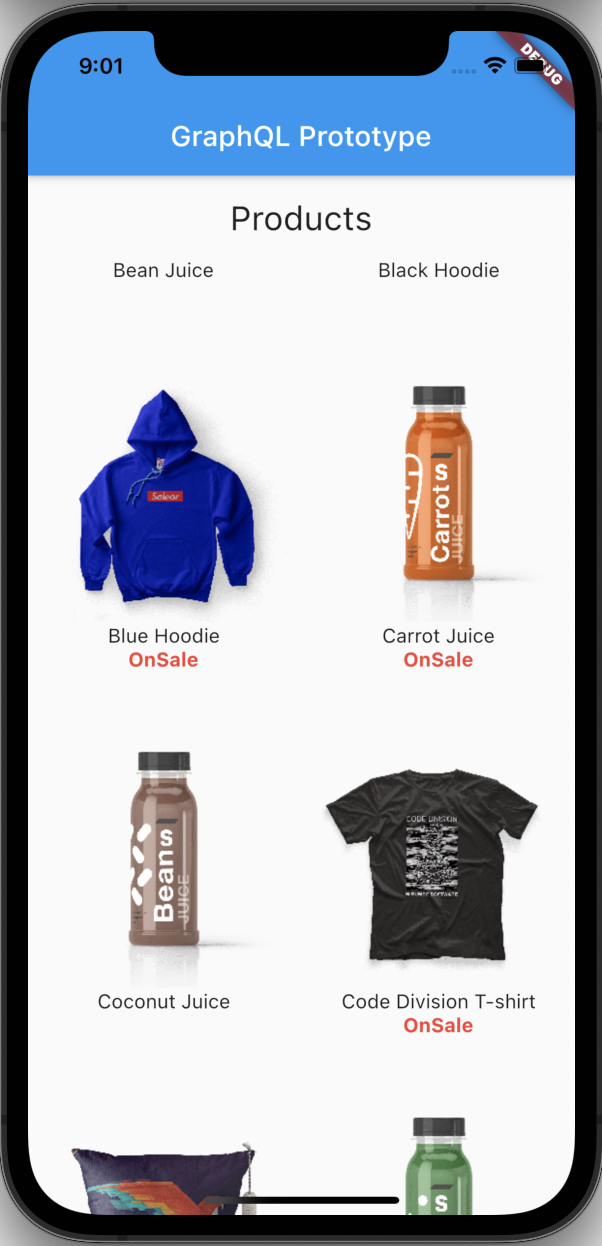 9:01
DEBUG
GraphQL Prototype
Products
Bean Juice
Black Hoodie
Saleor
Carrots
JUICE
Blue Hoodie
Carrot Juice
OnSale
OnSale
Beans
JUICE
CODE DIVISION
Coconut Juice
Code Division T-shirt
OnSale
S